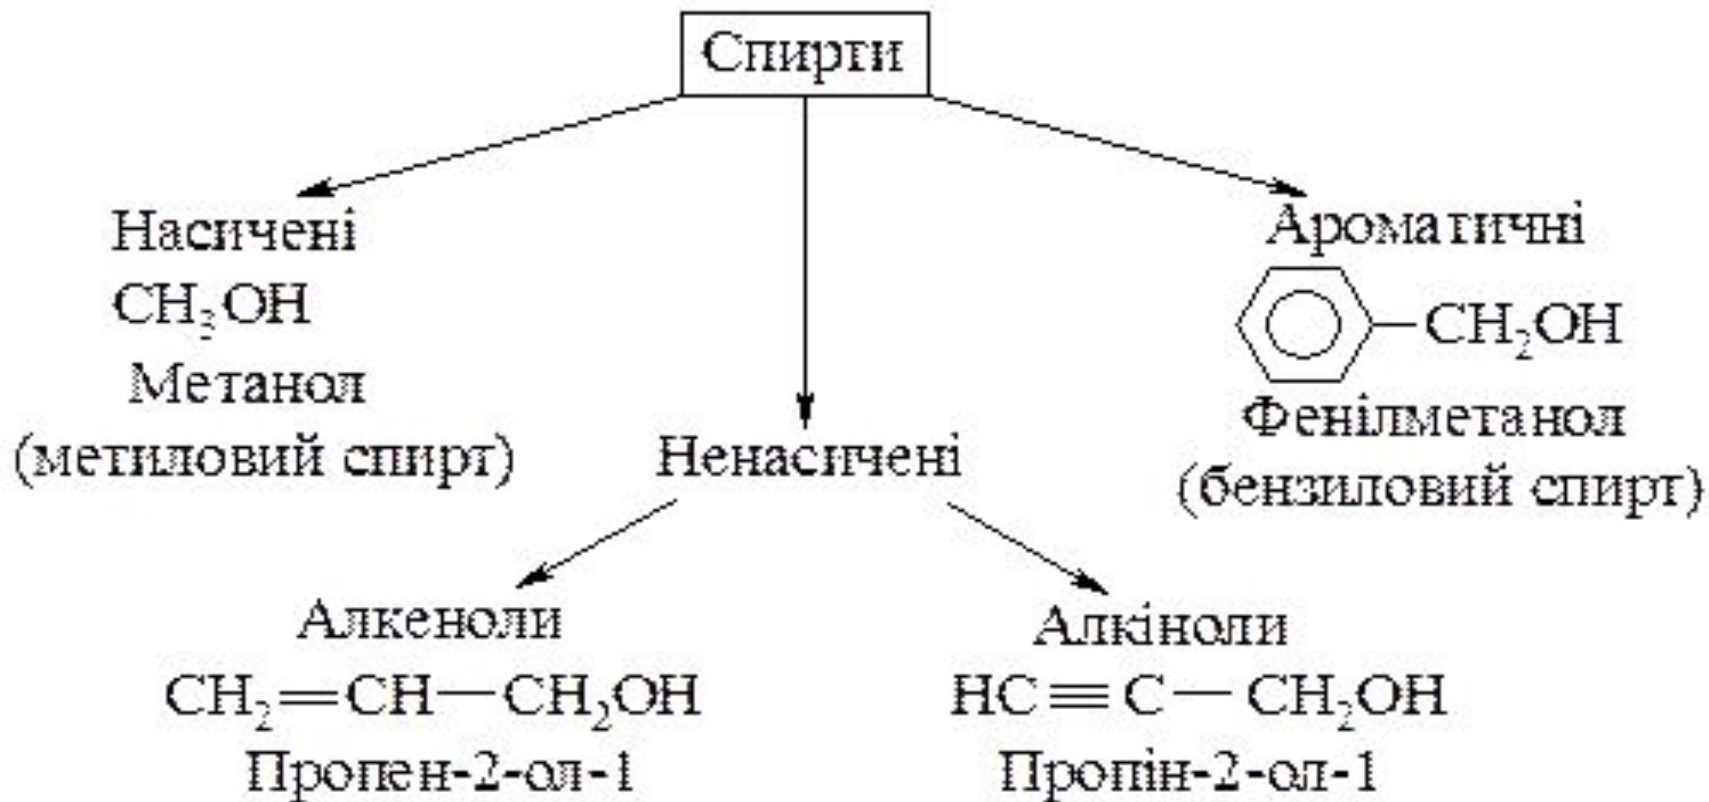 Спирти
Насичені
CH₃OH
Метанол
(метиловий спирт)
Ненасичені
Ароматичні
CH₂OH
Фенілметанол
(бензиловий спирт)
Алкеноли
CH₂=CH—CH₂OH
Пропен-2-ол-1
Алкіноли
HC≡C—CH₂OH
Пропін-2-ол-1